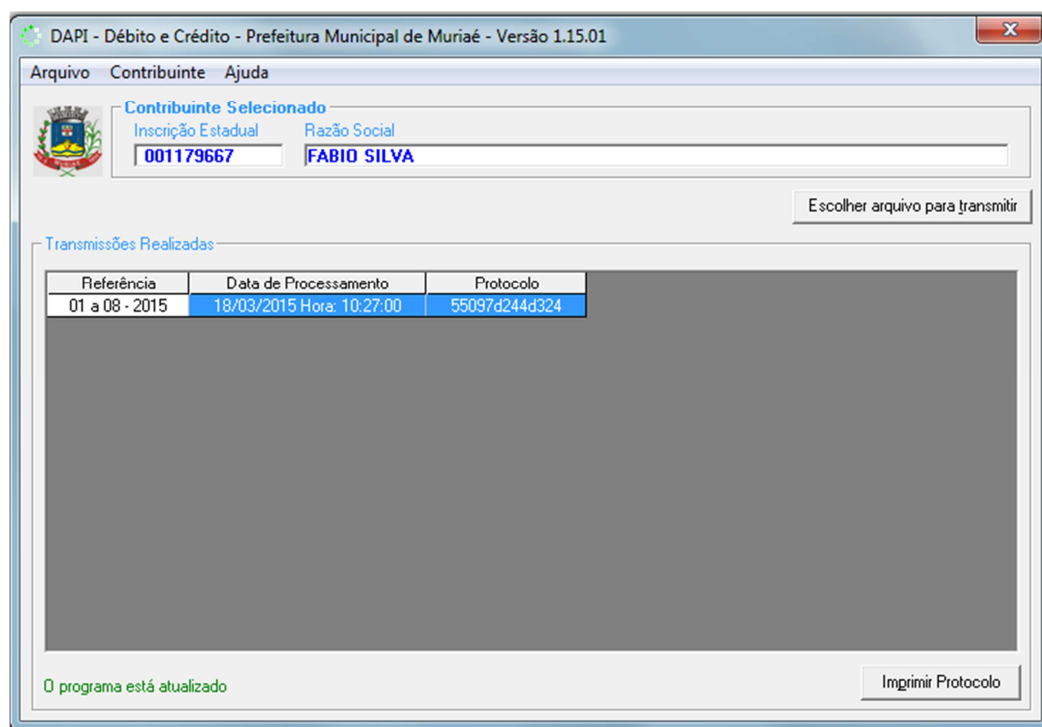 DAPI - Débito e Crédito - Prefeitura Municipal de Muriaé - Versão 1.15.01
Arquivo Contribuinte Ajuda
Contribuinte Selecionado
Inscrição Estadual Razão Social
001179667 FABIO SILVA
Escolher arquivo para transmitir
Transmissões Realizadas
Referência Data de Processamento Protocolo
01 a 08 - 2015 18/03/2015 Hora: 10:27:00 55097d244d324
O programa está atualizado
Imprimir Protocolo